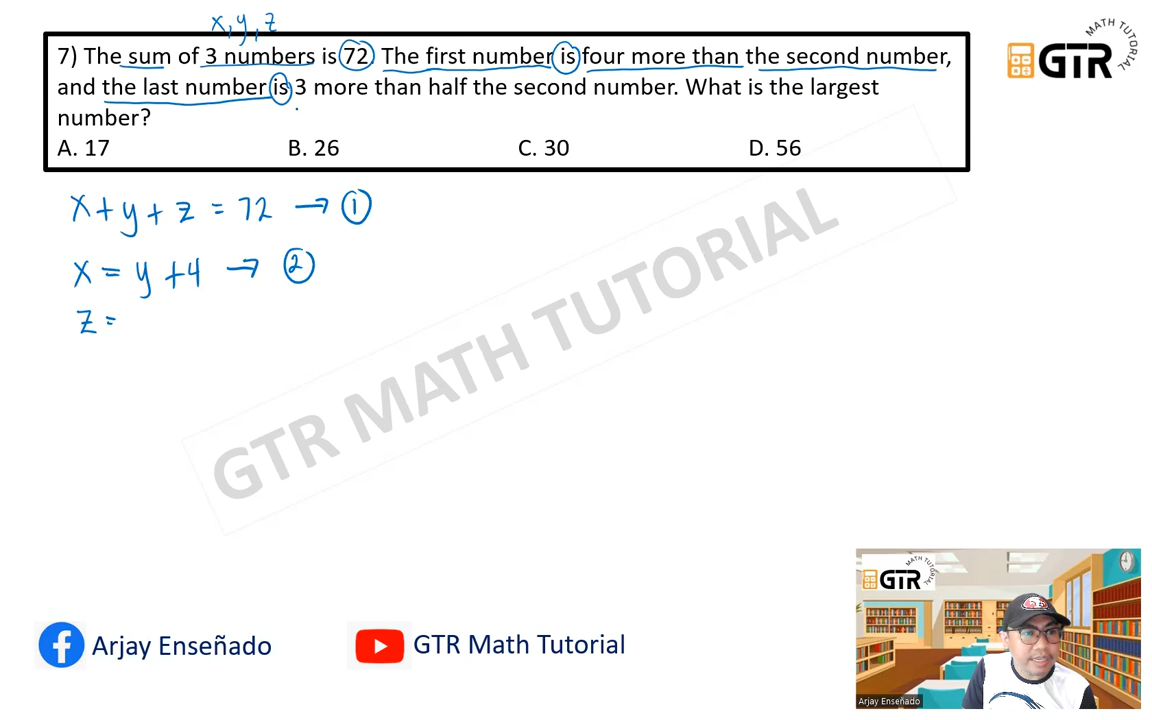 x, y, z
7) The sum of 3 numbers is 72. The first number is four more than the second number,
and the last number is 3 more than half the second number. What is the largest
number?
A. 17 B. 26 C. 30 D. 56
MATH TUTORIAL
GTR
x + y + z = 72 → ①
x = y + 4 → ②
z =
GTR MATH TUTORIAL
MATH TUTORIAL
GTR
Arjay Enseñado
GTR Math Tutorial
Arjay Enseñado